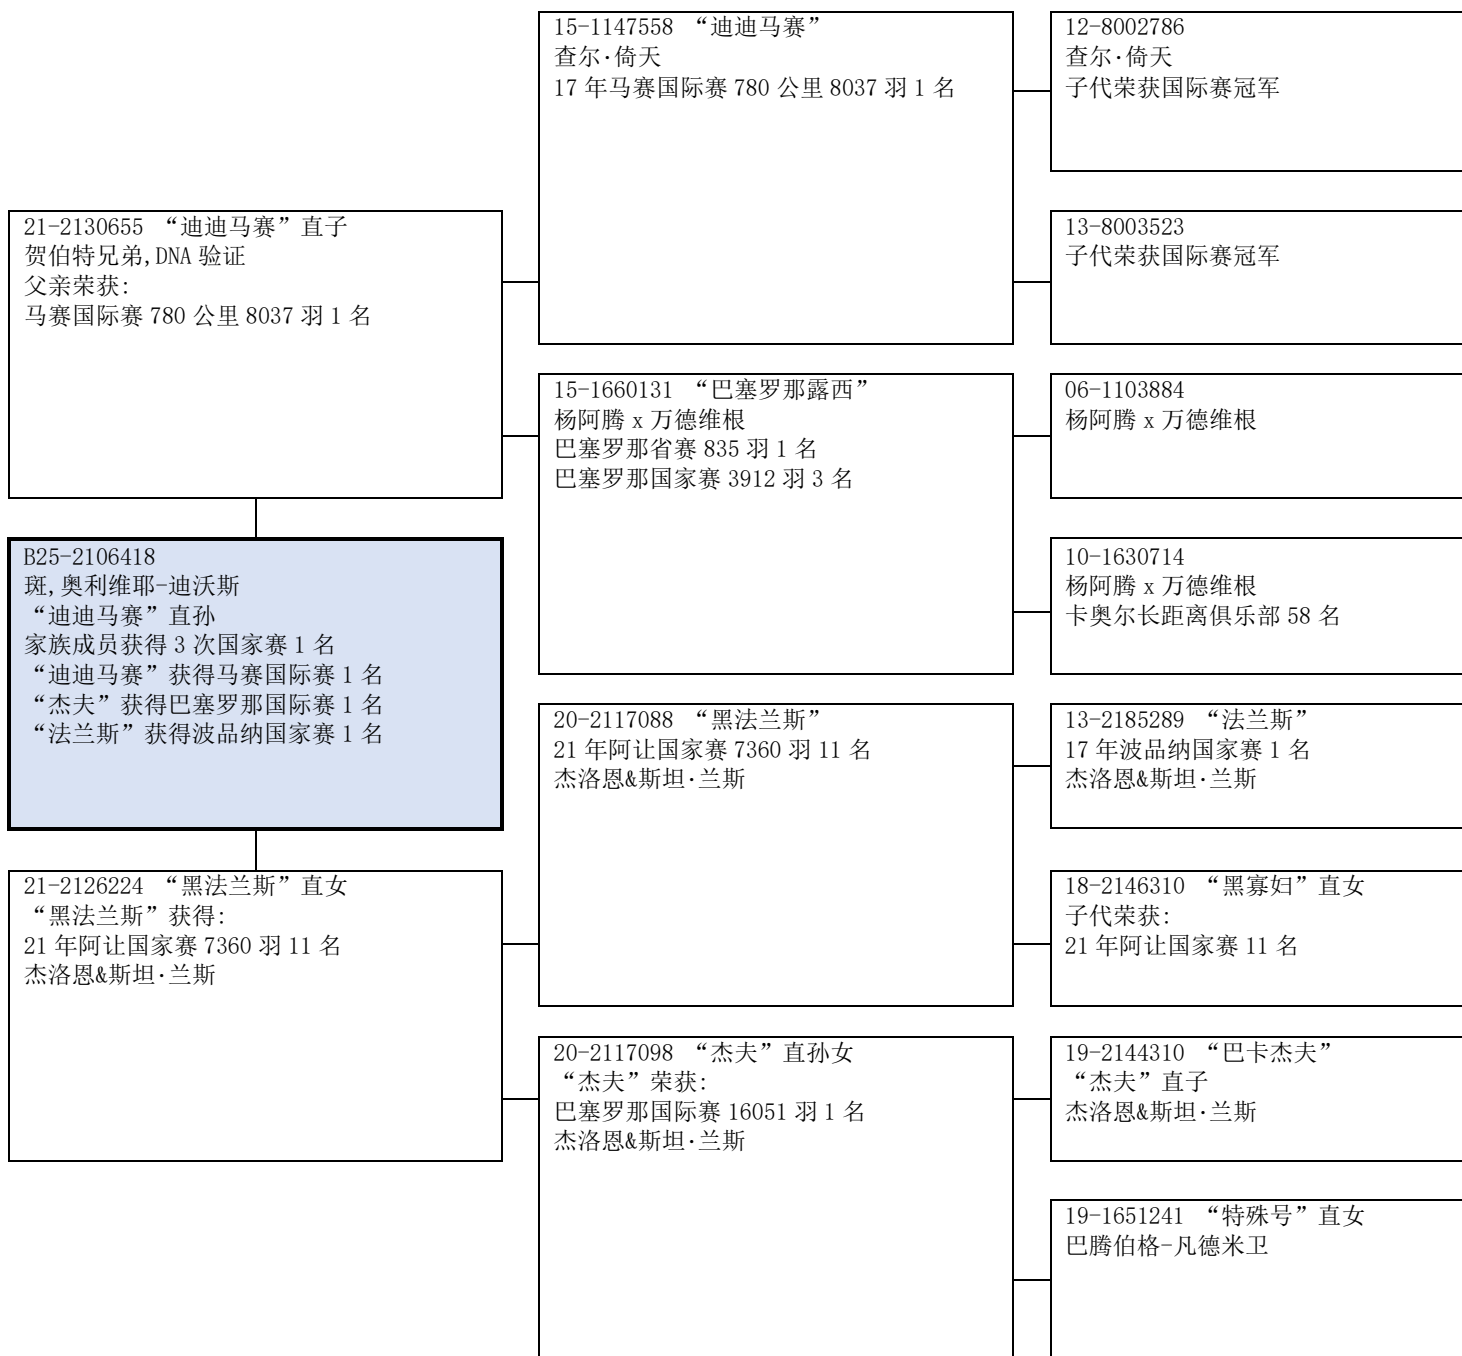 15-1147558 “迪迪马赛”
查尔·倚天
17 年马赛国际赛 780 公里 8037 羽 1 名
12-8002786
查尔·倚天
子代荣获国际赛冠军
21-2130655 “迪迪马赛”直子
贺伯特兄弟,DNA 验证
父亲荣获:
马赛国际赛 780 公里 8037 羽 1 名
13-8003523
子代荣获国际赛冠军
15-1660131 “巴塞罗那露西”
杨阿腾 x 万德维根
巴塞罗那省赛 835 羽 1 名
巴塞罗那国家赛 3912 羽 3 名
06-1103884
杨阿腾 x 万德维根
B25-2106418
斑,奥利维耶-迪沃斯
“迪迪马赛”直孙
家族成员获得 3 次国家赛 1 名
“迪迪马赛”获得马赛国际赛 1 名
“杰夫”获得巴塞罗那国际赛 1 名
“法兰斯”获得波品纳国家赛 1 名
10-1630714
杨阿腾 x 万德维根
卡奥尔长距离俱乐部 58 名
20-2117088 “黑法兰斯”
21 年阿让国家赛 7360 羽 11 名
杰洛恩&斯坦·兰斯
13-2185289 “法兰斯”
17 年波品纳国家赛 1 名
杰洛恩&斯坦·兰斯
21-2126224 “黑法兰斯”直女
“黑法兰斯”获得:
21 年阿让国家赛 7360 羽 11 名
杰洛恩&斯坦·兰斯
18-2146310 “黑寡妇”直女
子代荣获:
21 年阿让国家赛 11 名
20-2117098 “杰夫”直孙女
“杰夫”荣获:
巴塞罗那国际赛 16051 羽 1 名
杰洛恩&斯坦·兰斯
19-2144310 “巴卡杰夫”
“杰夫”直子
杰洛恩&斯坦·兰斯
19-1651241 “特殊号”直女
巴腾伯格-凡德米卫